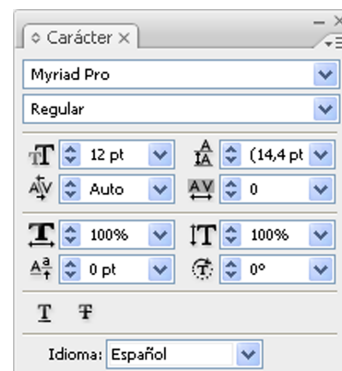 Carácter
Myriad Pro
Regular
12 pt (14,4 pt
Auto 0
100% 100%
0 pt 0°
T T
Idioma: Español